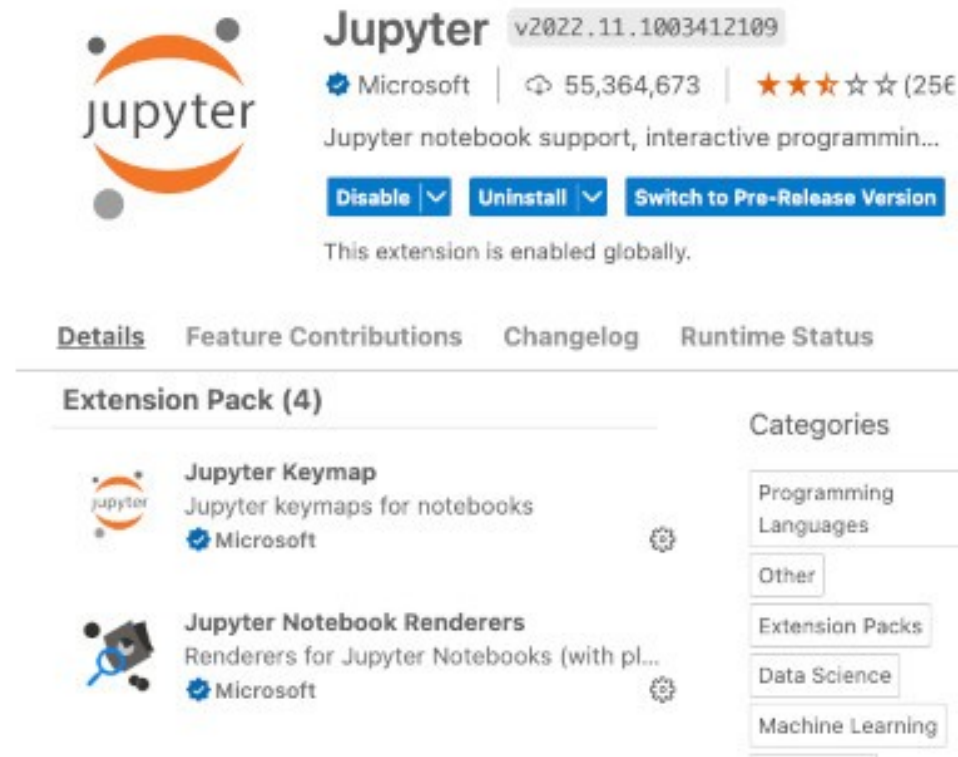 jupyter
Jupyter v2022.11.1003412109
Microsoft 55,364,673 (256
Jupyter notebook support, interactive programmin...
Disable Uninstall Switch to Pre-Release Version
This extension is enabled globally.
Details Feature Contributions Changelog Runtime Status
Extension Pack (4)
Jupyter Keymap
jupyter
Jupyter keymaps for notebooks
Microsoft
Jupyter Notebook Renderers
Renderers for Jupyter Notebooks (with pl...
Microsoft
Categories
Programming
Languages
Other
Extension Packs
Data Science
Machine Learning